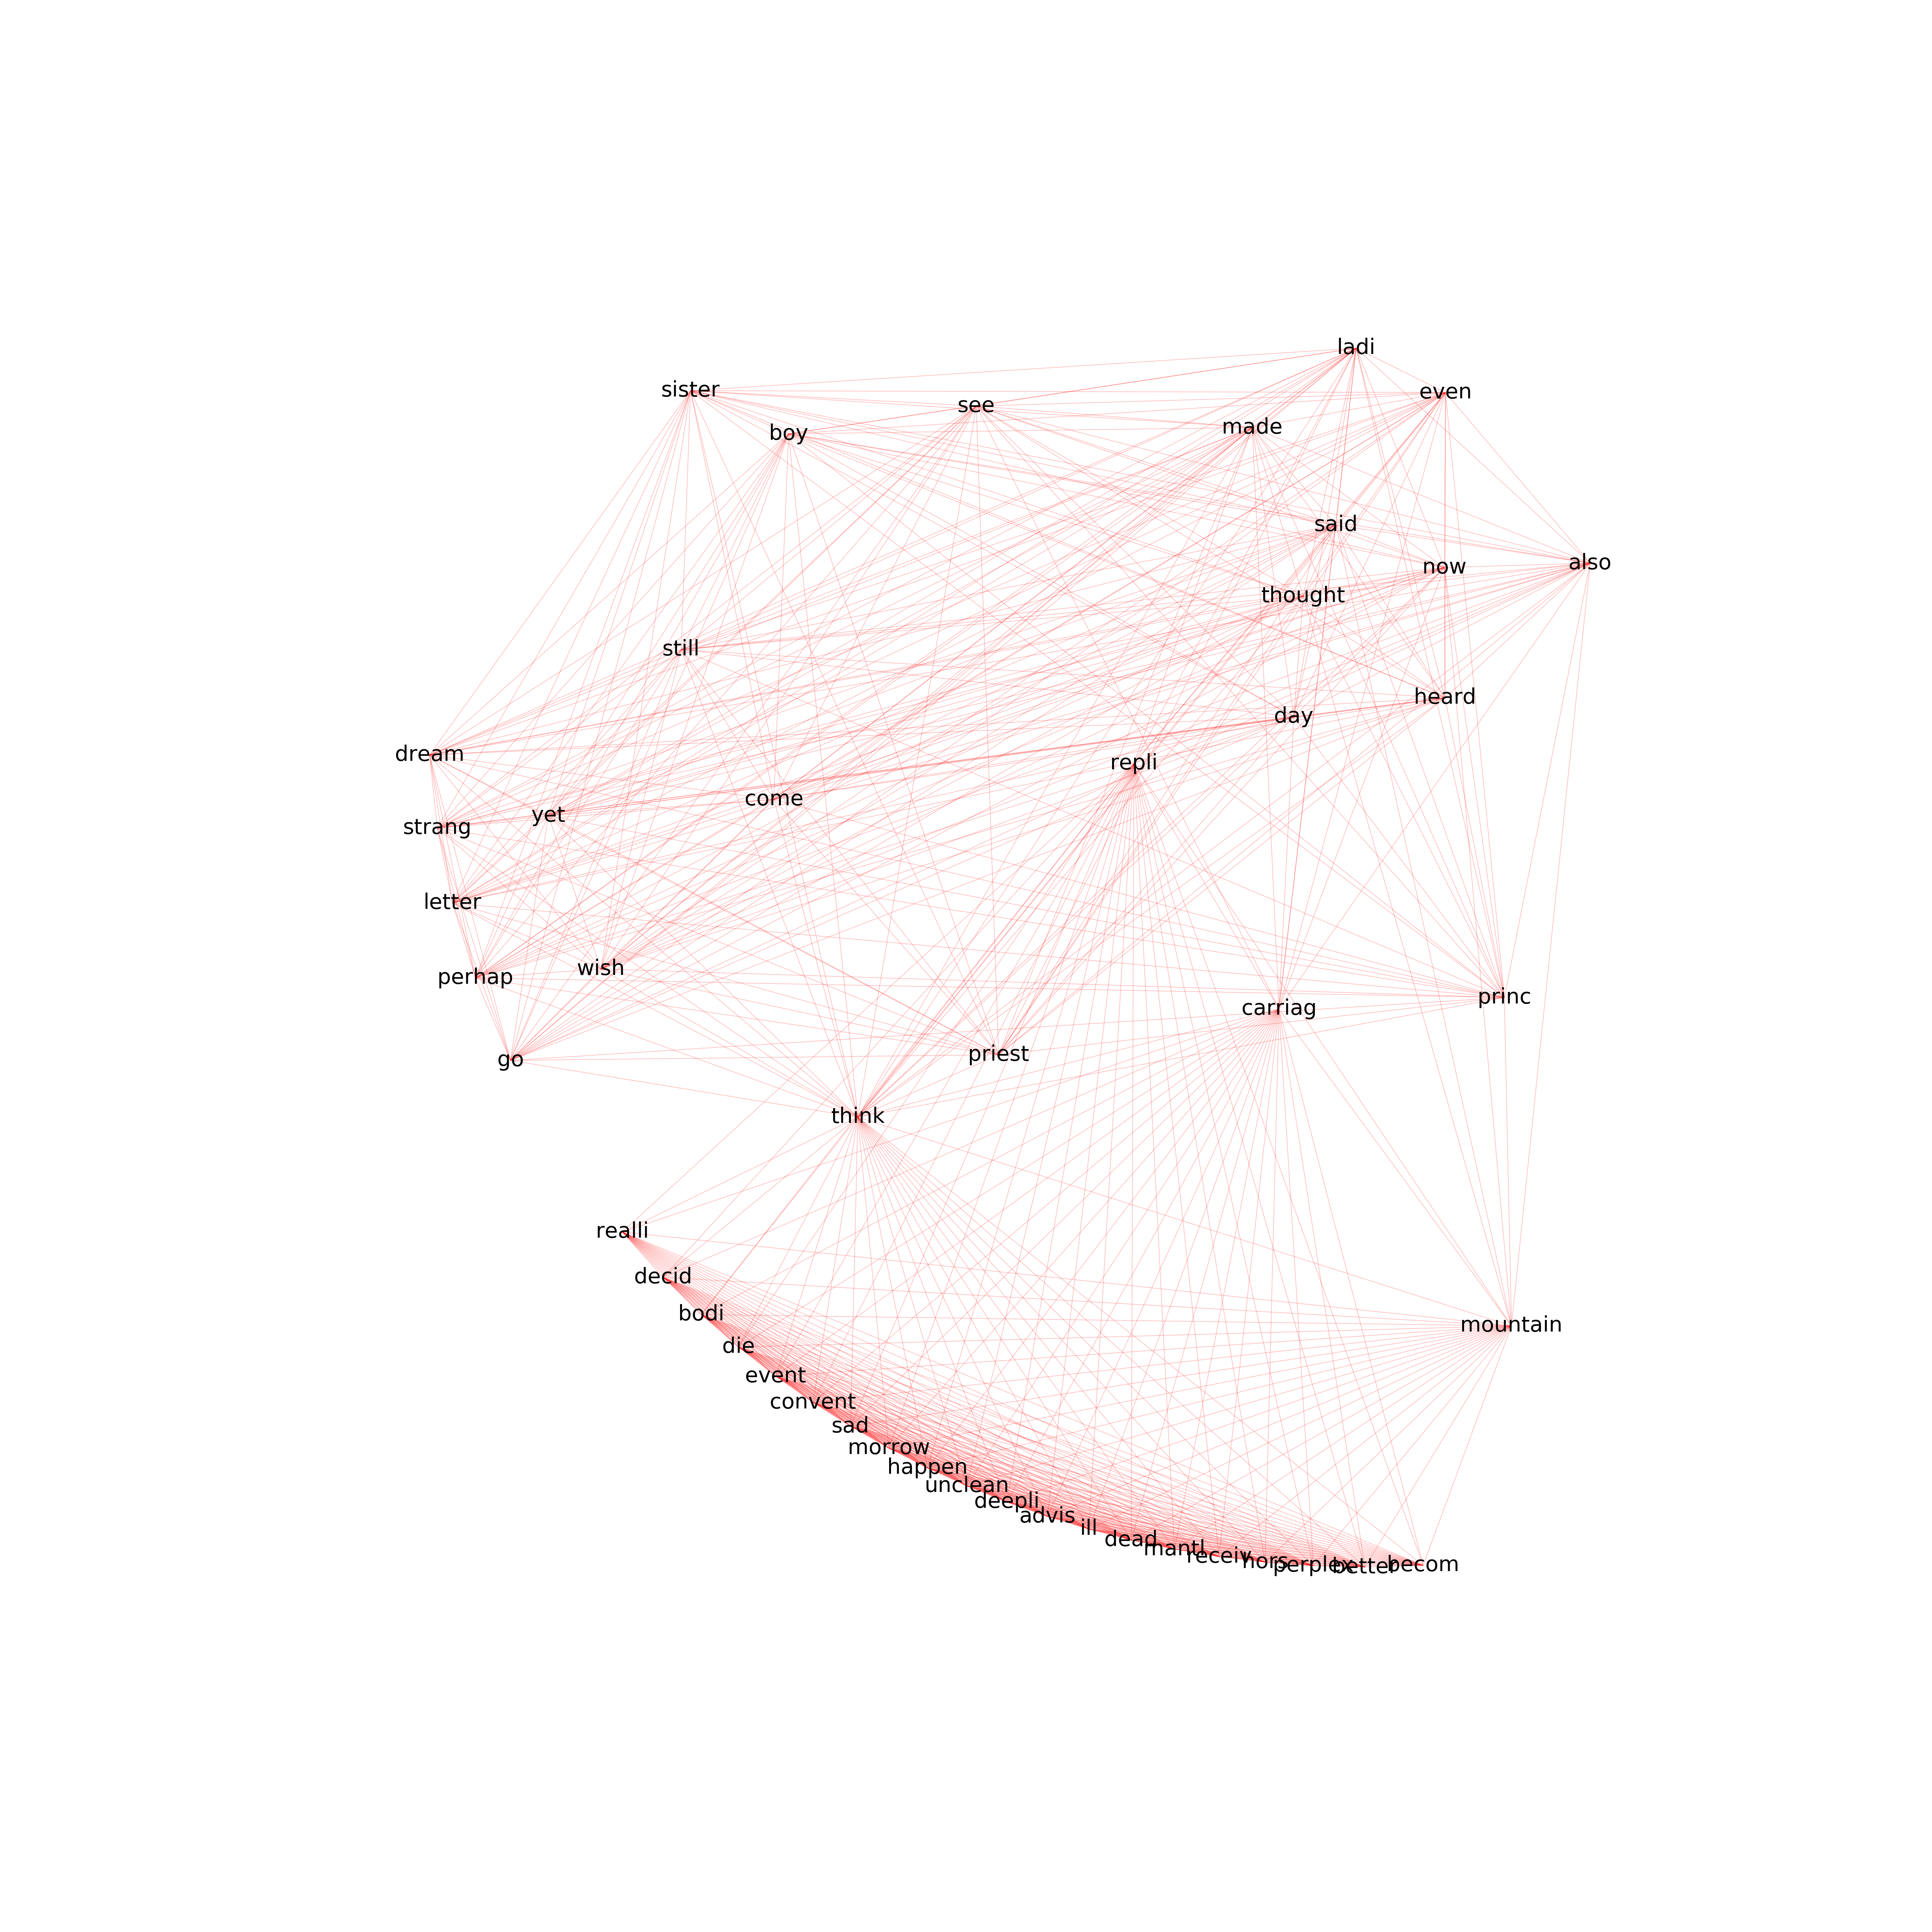 ladi
sister
even
see
made
boy
said
also
now
thought
still
heard
day
dream
repli
come
yet
strang
letter
wish
perhap
princ
carriag
priest
go
think
realli
decid
bodi
mountain
die
event
convent
sad
morrow
happen
unclean
deepli
advis
ill
dead
mantl
receiv
hors
perplex
better
becom